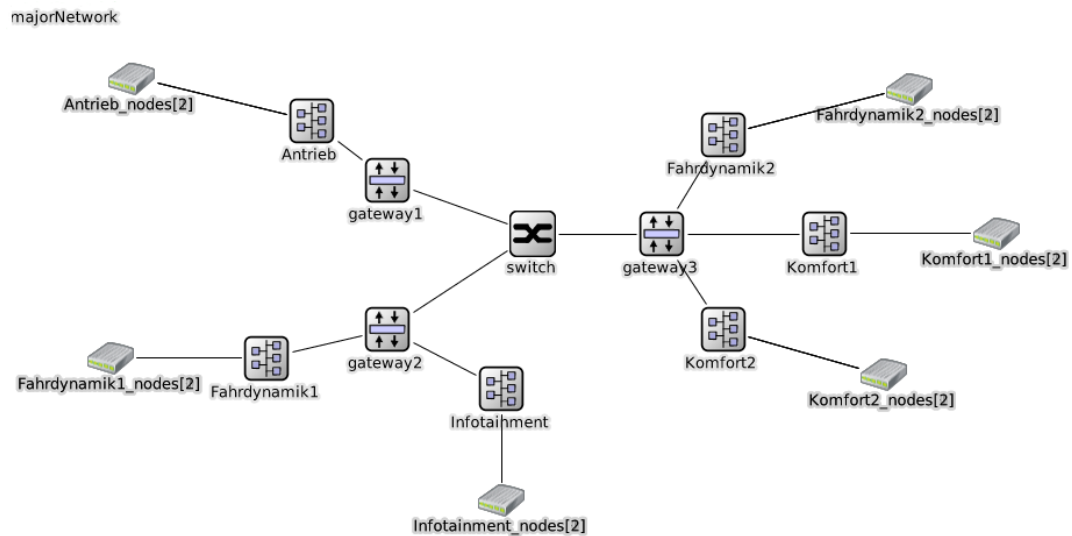 majorNetwork
Antrieb_nodes[2]
Fahrdynamik2_nodes[2]
Antrieb
Fahrdynamik2
gateway1
switch
gateway3
Komfort1
Komfort1_nodes[2]
gateway2
Komfort2
Fahrdynamik1_nodes[2]
Fahrdynamik1
Komfort2_nodes[2]
Infotainment
Infotainment_nodes[2]